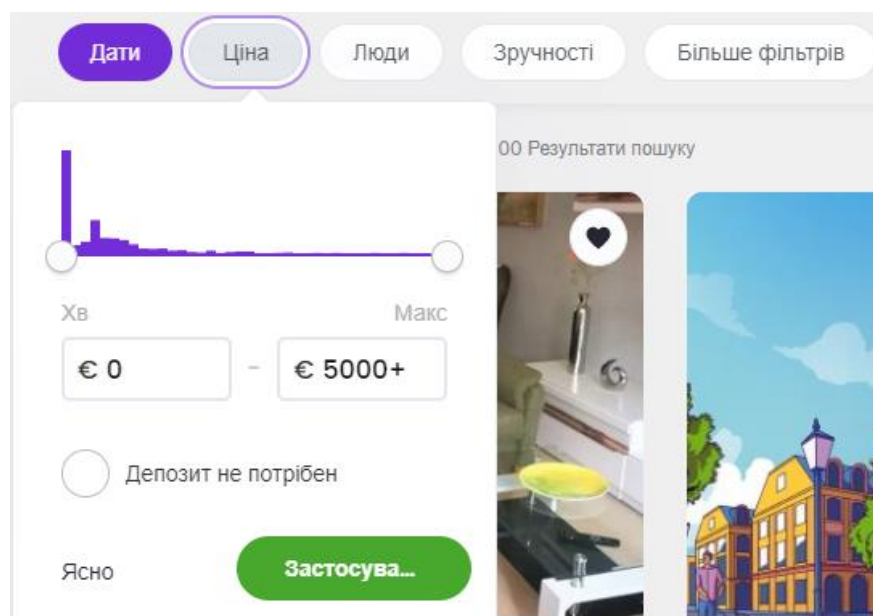 Дати Ціна Люди Зручності Більше фільтрів
00 Результати пошуку
Хв Макс
€ 0 - € 5000+
Депозит не потрібен
Ясно Застосува...